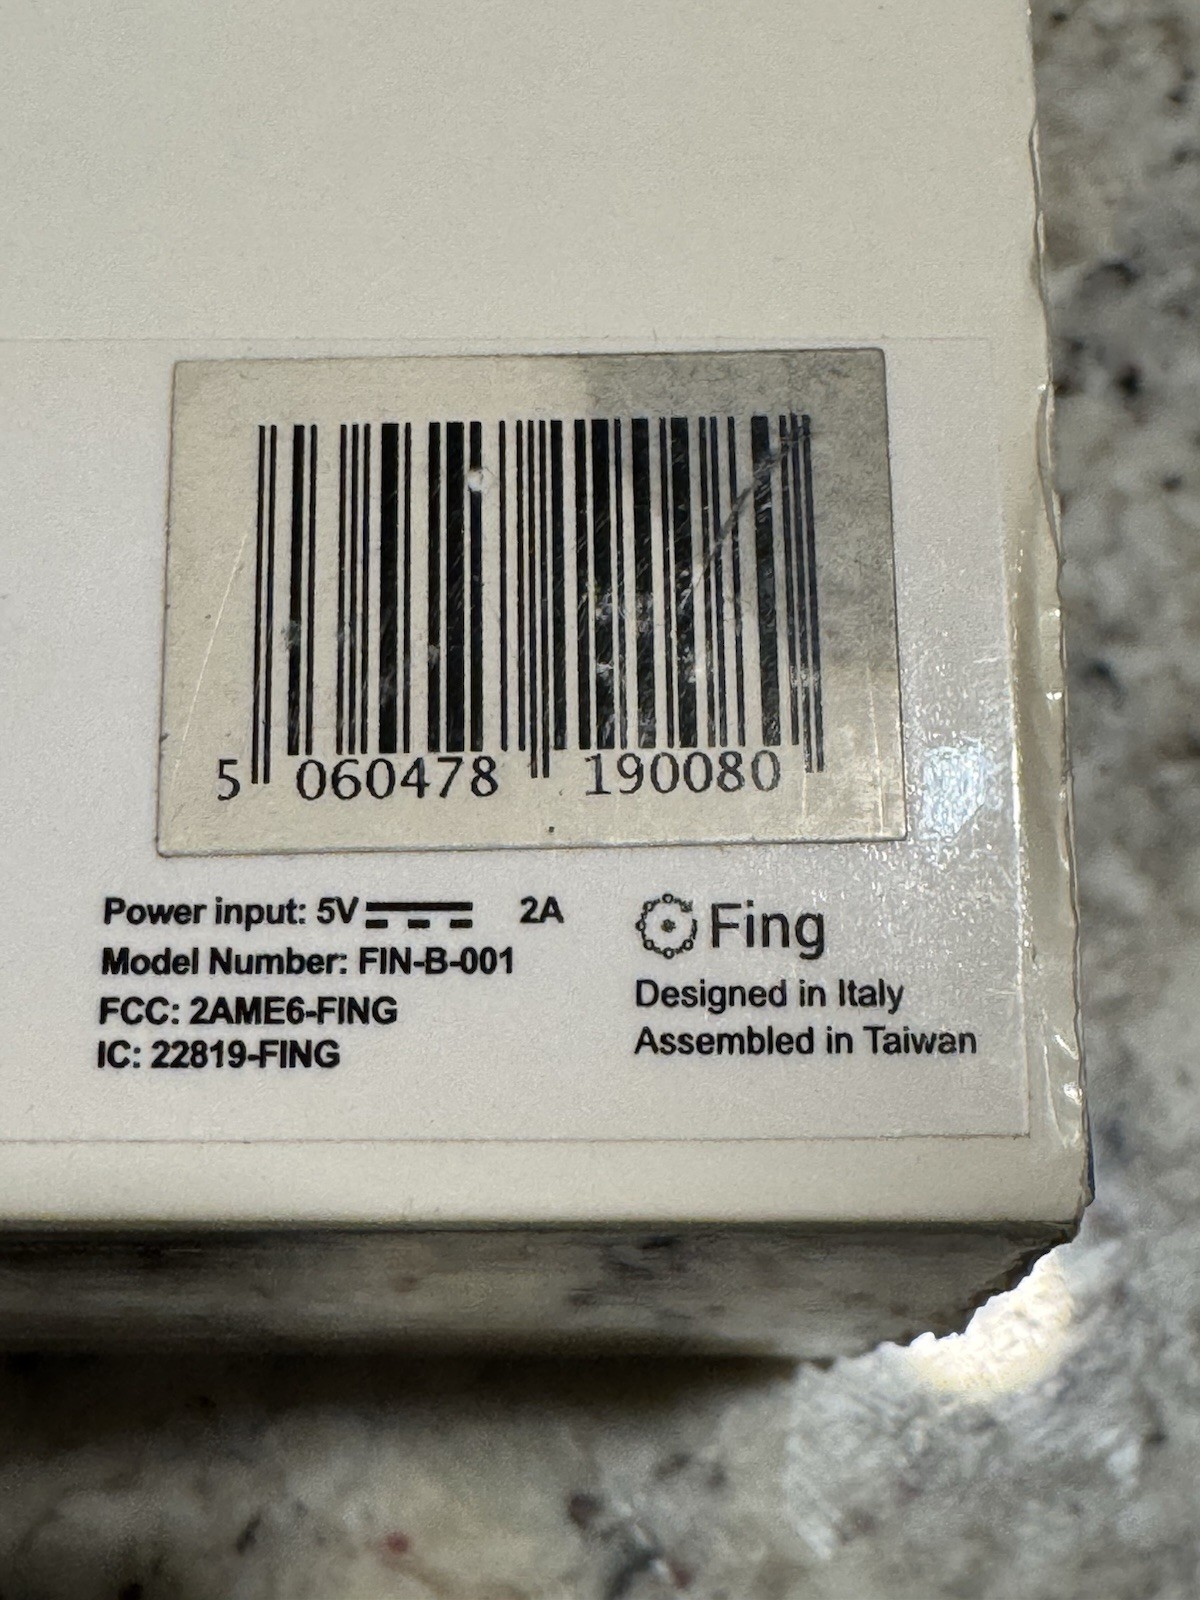 5 060478 190080
Power input: 5V ⎓ 2A
Model Number: FIN-B-001
FCC: 2AME6-FING
IC: 22819-FING
Fing
Designed in Italy
Assembled in Taiwan